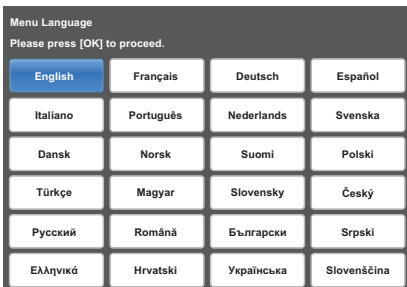 Menu Language
Please press [OK] to proceed.
English Français Deutsch Español
Italiano Português Nederlands Svenska
Dansk Norsk Suomi Polski
Türkçe Magyar Slovensky Český
Русский Română Български Srpski
Ελληνικά Hrvatski Українська Slovenščina